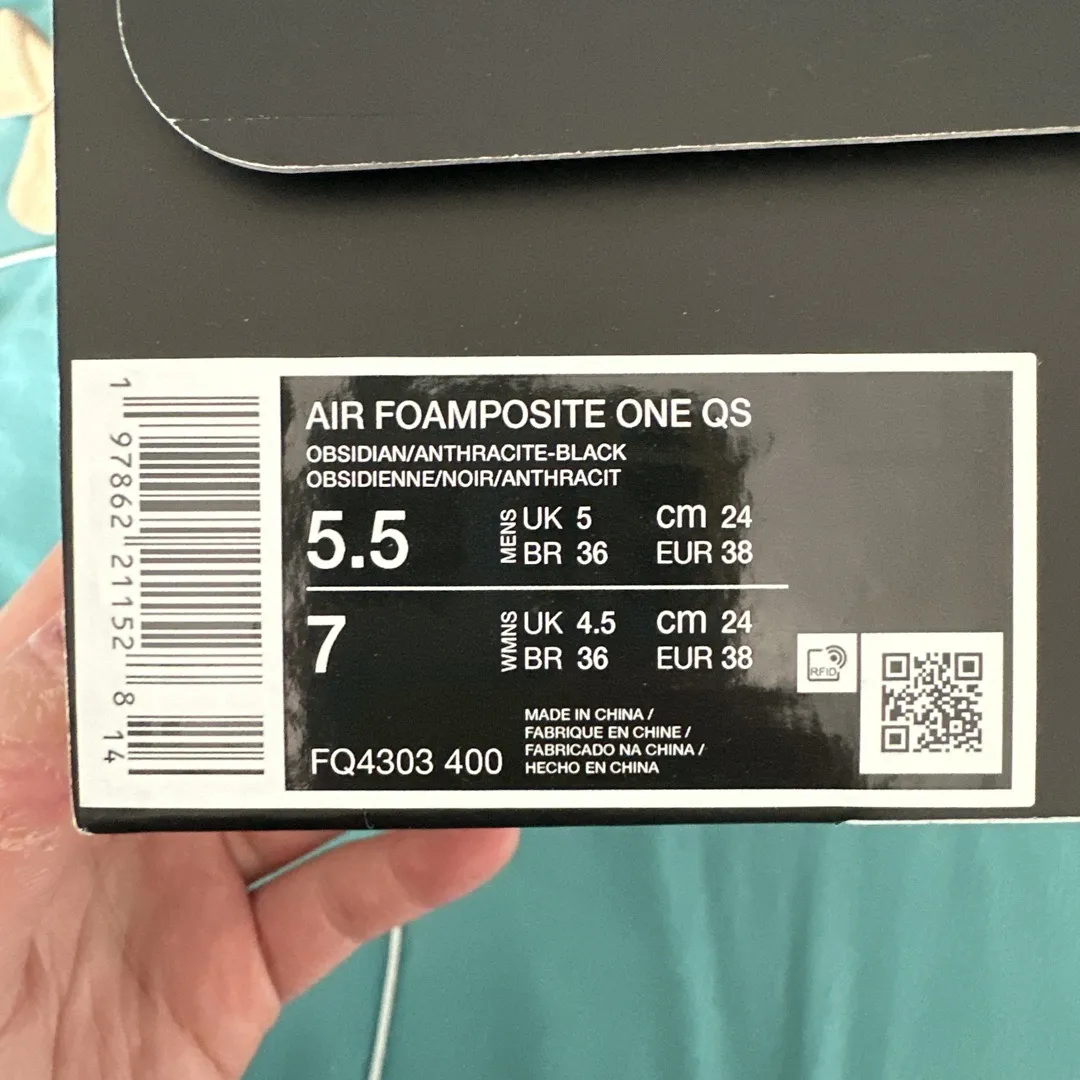 1 97862 21152 8 14
AIR FOAMPOSITE ONE QS
OBSIDIAN/ANTHRACITE-BLACK
OBSIDIENNE/NOIR/ANTHRACIT
5.5
MENS
UK 5 cm 24
BR 36 EUR 38
7
WMNS
UK 4.5 cm 24
BR 36 EUR 38
RFID
MADE IN CHINA /
FABRIQUE EN CHINE /
FABRICADO NA CHINA /
HECHO EN CHINA
FQ4303 400